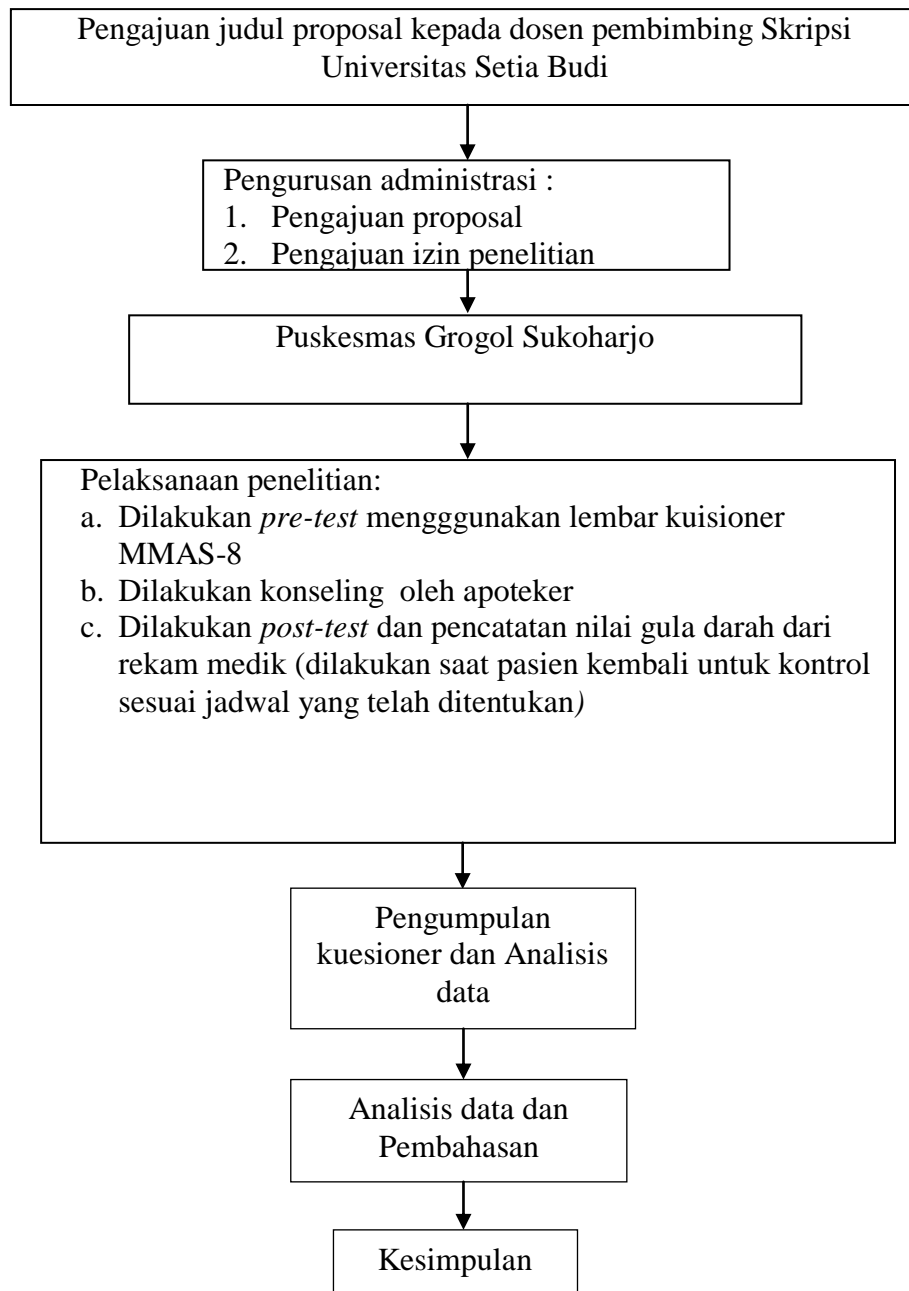 Pengajuan judul proposal kepada dosen pembimbing Skripsi
Universitas Setia Budi
Pengurusan administrasi :
1. Pengajuan proposal
2. Pengajuan izin penelitian
Puskesmas Grogol Sukoharjo
Pelaksanaan penelitian:
a. Dilakukan pre-test mengggunakan lembar kuisioner
MMAS-8
b. Dilakukan konseling oleh apoteker
c. Dilakukan post-test dan pencatatan nilai gula darah dari
rekam medik (dilakukan saat pasien kembali untuk kontrol
sesuai jadwal yang telah ditentukan)
Pengumpulan
kuesioner dan Analisis
data
Analisis data dan
Pembahasan
Kesimpulan